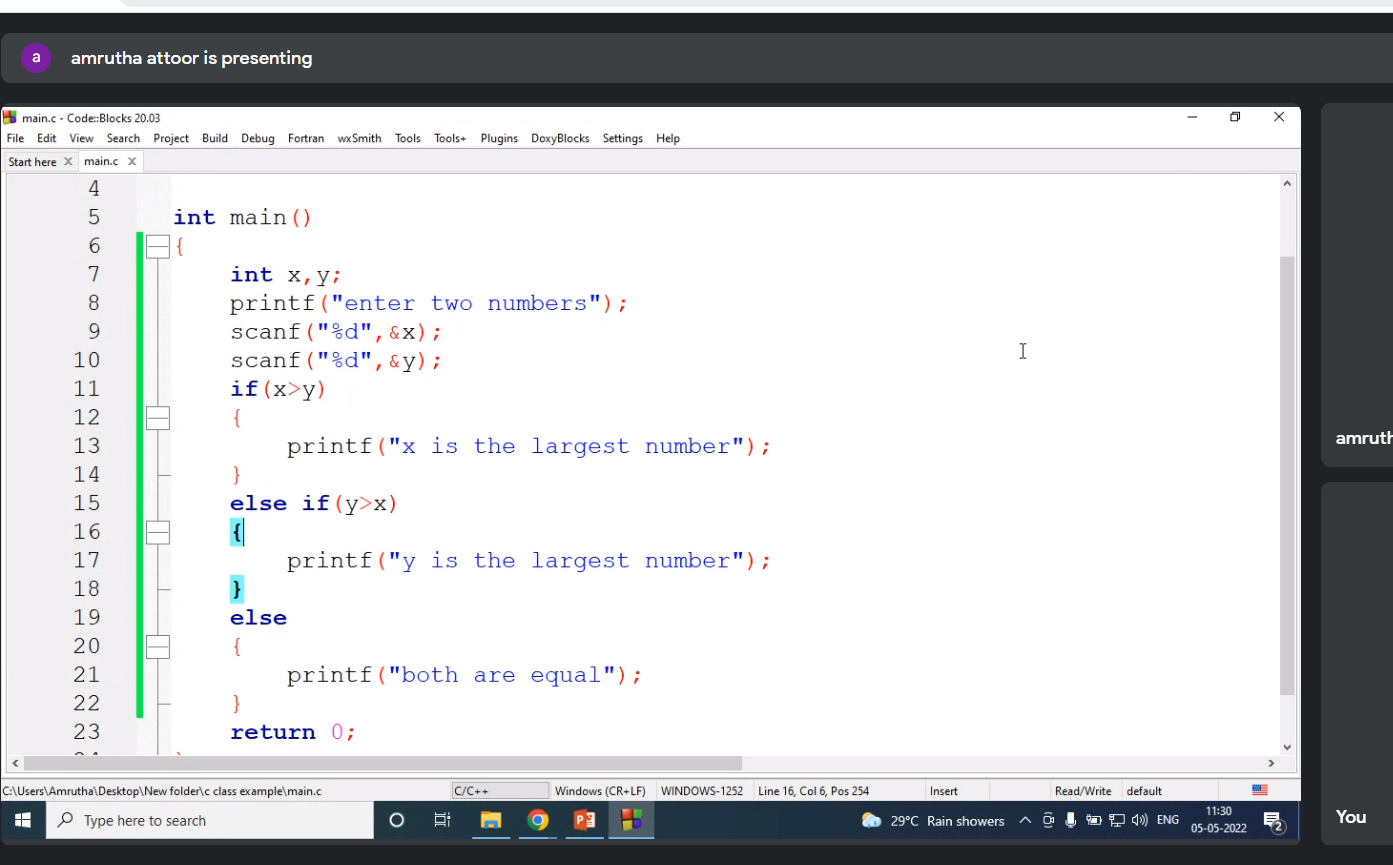 a amrutha attoor is presenting
main.c - Code::Blocks 20.03
File Edit View Search Project Build Debug Fortran wxSmith Tools Tools+ Plugins DoxyBlocks Settings Help
Start here main.c
4
5 int main()
6 {
7 int x,y;
8 printf("enter two numbers");
9 scanf("%d",&x);
10 scanf("%d",&y);
11 if(x>y)
12 {
13 printf("x is the largest number");
14 }
15 else if(y>x)
16 {
17 printf("y is the largest number");
18 }
19 else
20 {
21 printf("both are equal");
22 }
23 return 0;
amruth
C:\Users\Amrutha\Desktop\New folder\c class example\main.c C/C++ Windows (CR+LF) WINDOWS-1252 Line 16, Col 6, Pos 254 Insert Read/Write default
Type here to search 29°C Rain showers ENG 11:30
05-05-2022 2
You